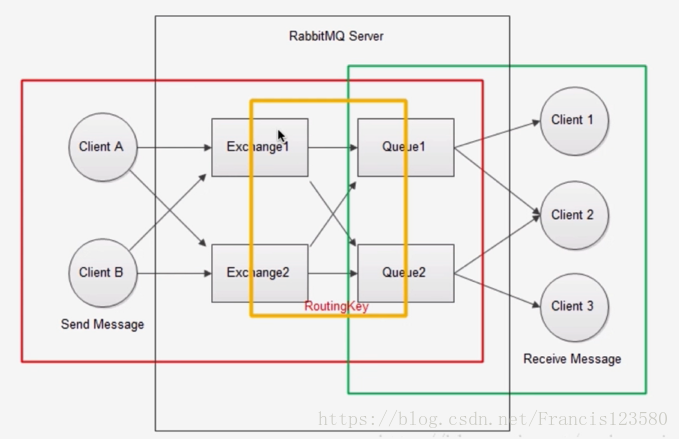 RabbitMQ Server
Client A
Exchange1
Queue1
Client 1
Client 2
Client B
Exchange2
Queue2
Client 3
RoutingKey
Send Message
Receive Message
https://blog.csdn.net/Francis123580